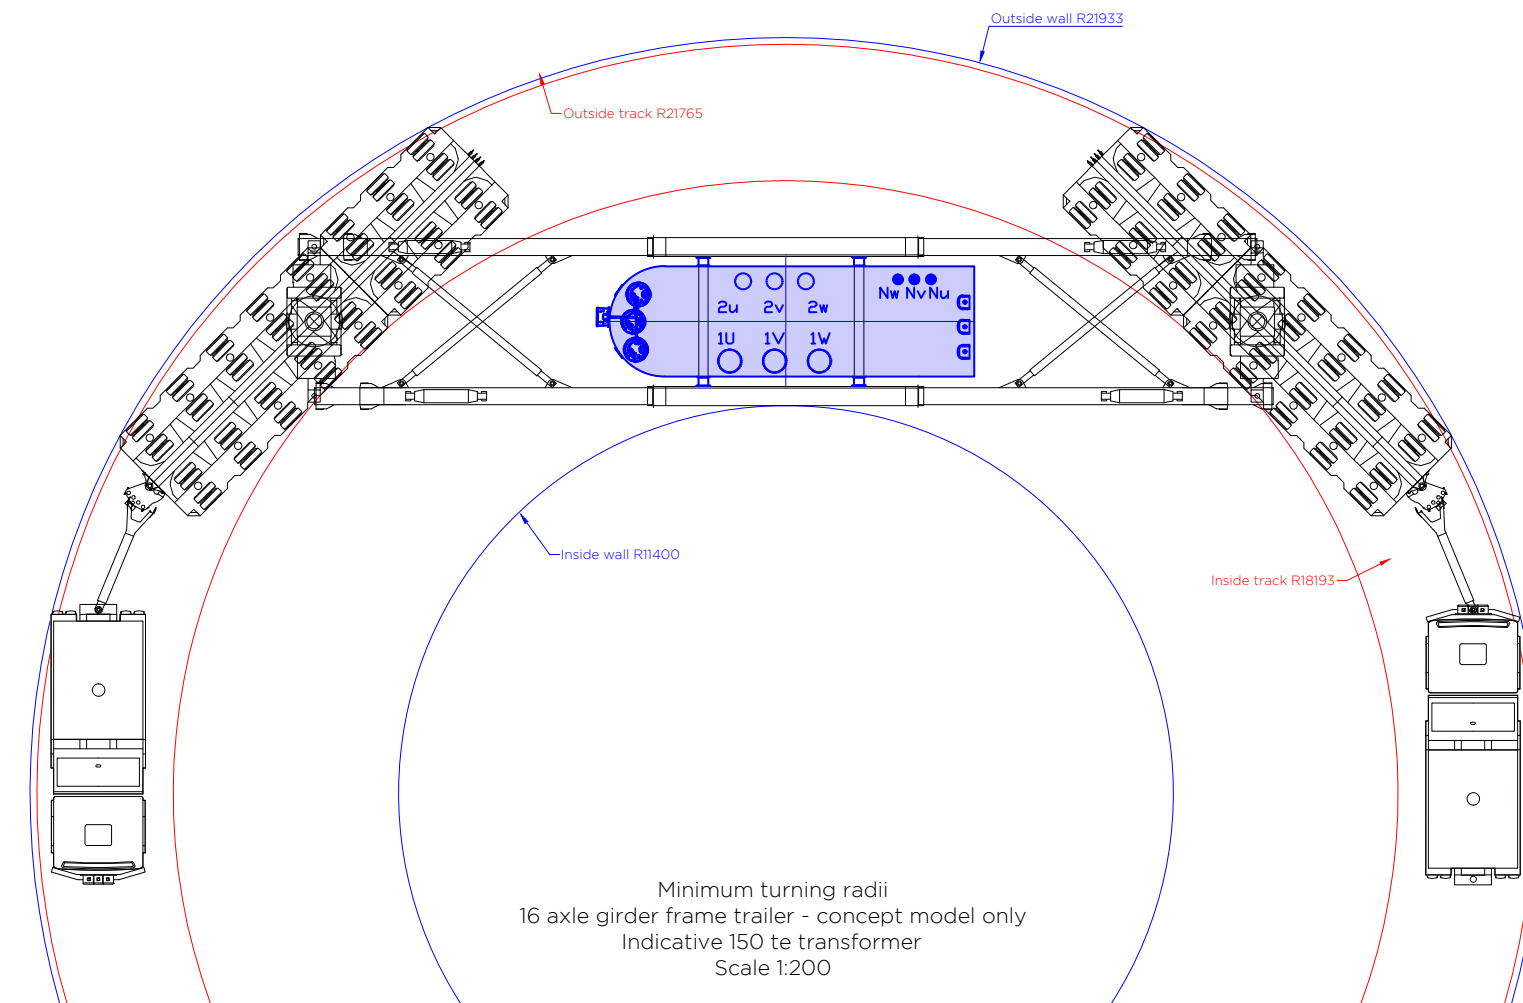 Outside wall R21933
Outside track R21765
Nw Nv Nu
2u 2v 2w
1U 1V 1W
Inside wall R11400
Inside track R18193
Minimum turning radii
16 axle girder frame trailer - concept model only
Indicative 150 te transformer
Scale 1:200